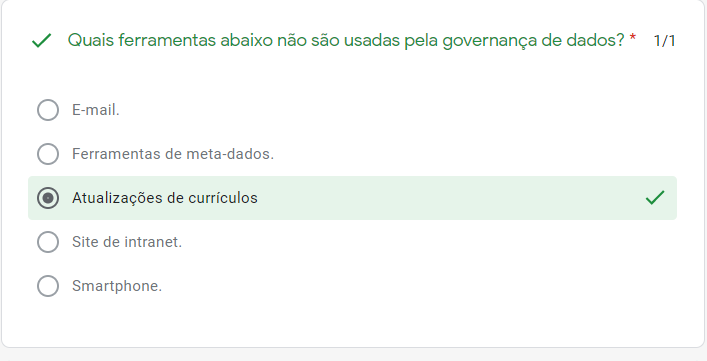 Quais ferramentas abaixo não são usadas pela governança de dados? * 1/1
E-mail.
Ferramentas de meta-dados.
Atualizações de currículos
Site de intranet.
Smartphone.